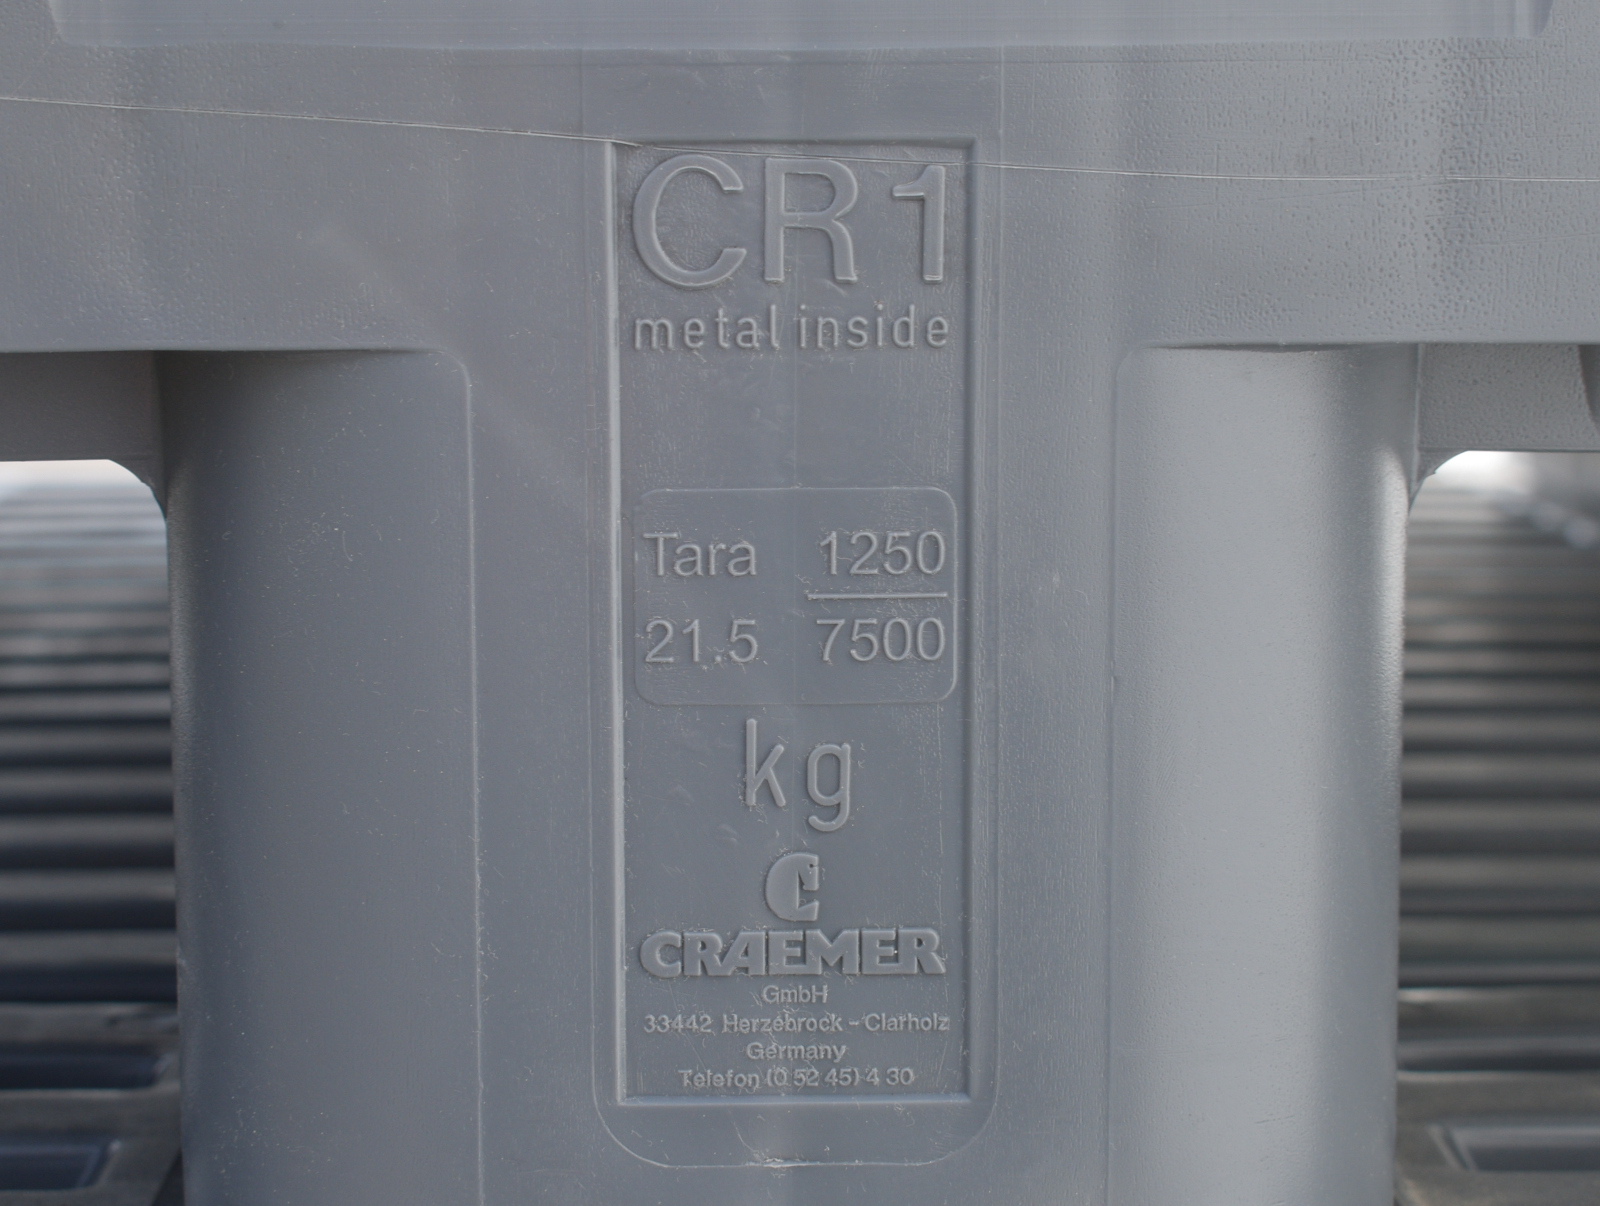 CR1
metal inside
Tara 1250
21.5 7500
kg
CRAEMER
GmbH
33442 Herzebrock - Clarholz
Germany
Telefon (0 52 45) 4 30